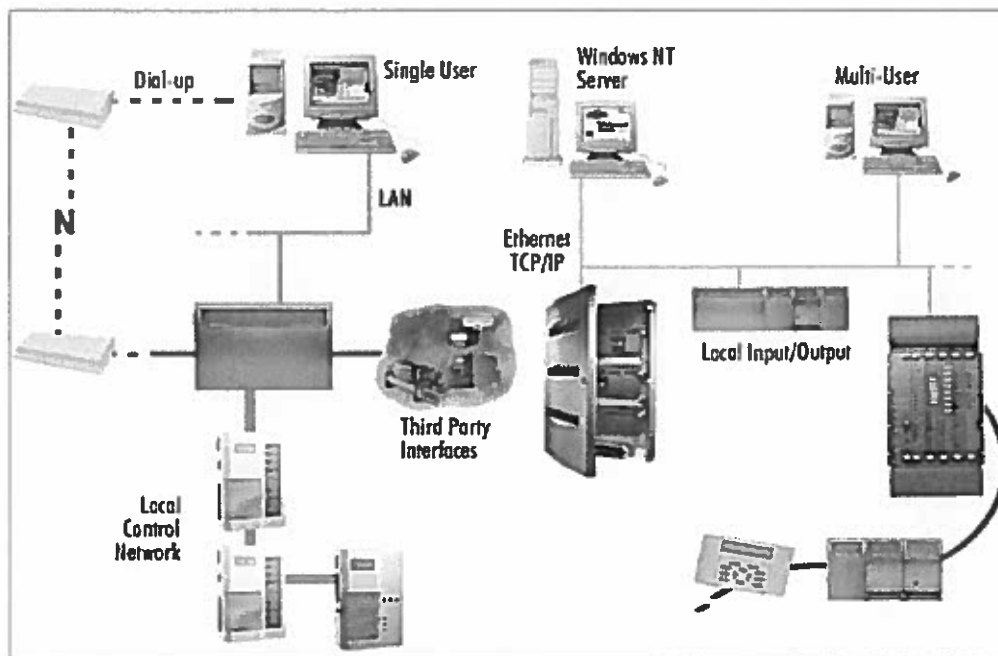 Dial-up
Single User
Windows NT
Server
Multi-User
LAN
N
Ethernet
TCP/IP
Local Input/Output
Third Party
Interfaces
Local
Control
Network